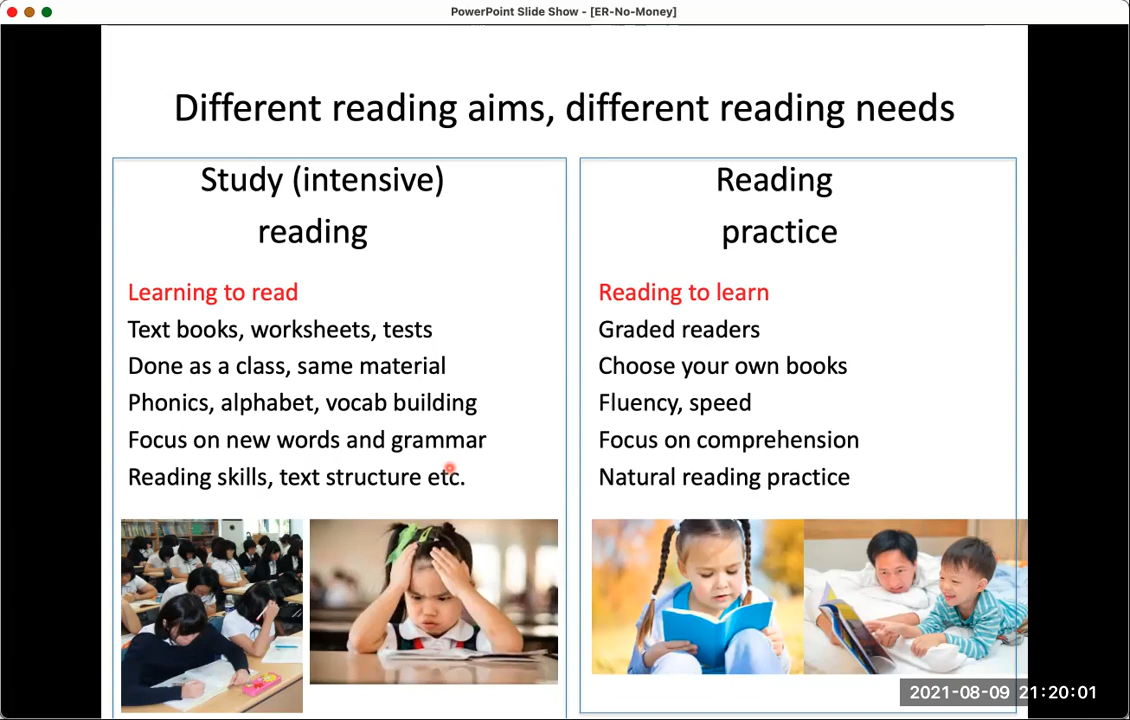 PowerPoint Slide Show - [ER-No-Money]
Different reading aims, different reading needs
Study (intensive)
reading
Learning to read
Text books, worksheets, tests
Done as a class, same material
Phonics, alphabet, vocab building
Focus on new words and grammar
Reading skills, text structure etc.
Reading
practice
Reading to learn
Graded readers
Choose your own books
Fluency, speed
Focus on comprehension
Natural reading practice
2021-08-09 21:20:01